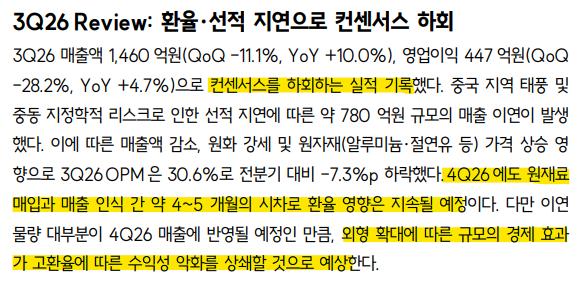 3Q26 Review: 환율·선적 지연으로 컨센서스 하회
3Q26 매출액 1,460 억원(QoQ -11.1%, YoY +10.0%), 영업이익 447 억원(QoQ
-28.2%, YoY +4.7%)으로 컨센서스를 하회하는 실적 기록했다. 중국 지역 태풍 및
중동 지정학적 리스크로 인한 선적 지연에 따른 약 780 억원 규모의 매출 이연이 발생
했다. 이에 따른 매출액 감소, 원화 강세 및 원자재(알루미늄·절연유 등) 가격 상승 영
향으로 3Q26 OPM 은 30.6%로 전분기 대비 -7.3%p 하락했다. 4Q26 에도 원재료
매입과 매출 인식 간 약 4~5 개월의 시차로 환율 영향은 지속될 예정이다. 다만 이연
물량 대부분이 4Q26 매출에 반영될 예정인 만큼, 외형 확대에 따른 규모의 경제 효과
가 고환율에 따른 수익성 악화를 상쇄할 것으로 예상한다.